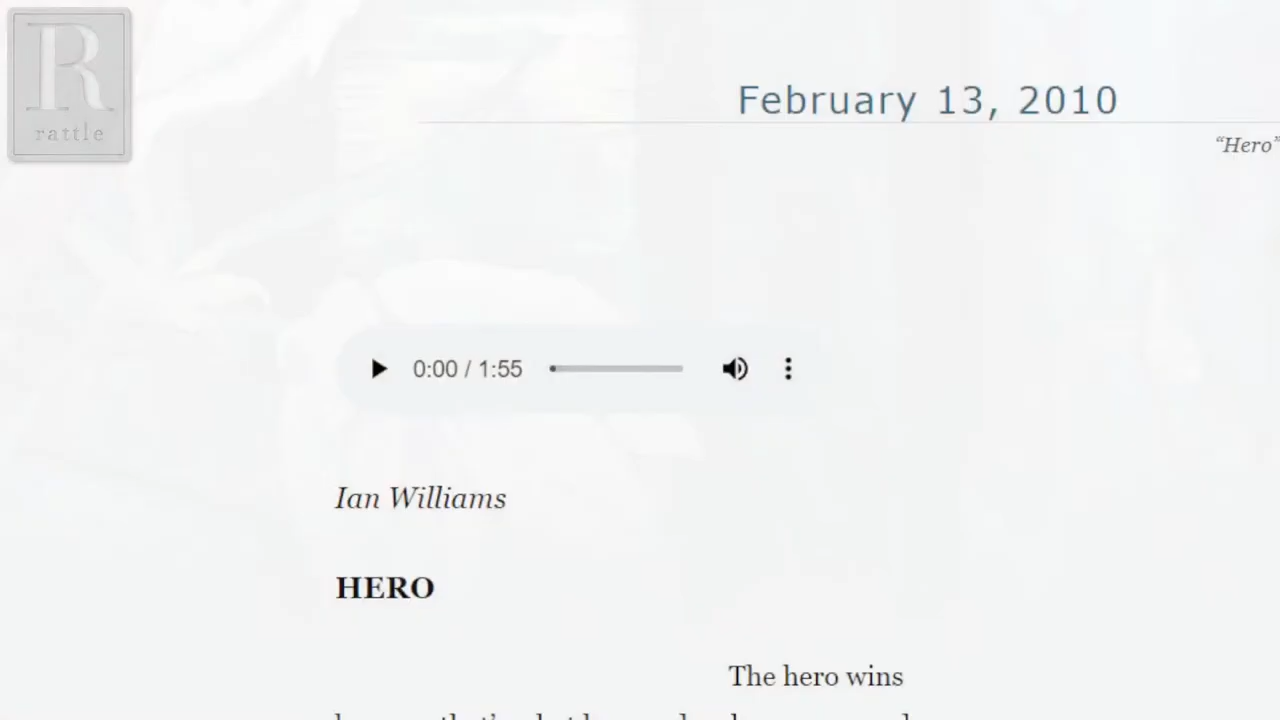 R
rattle
February 13, 2010
“Hero”
0:00 / 1:55
Ian Williams
HERO
The hero wins